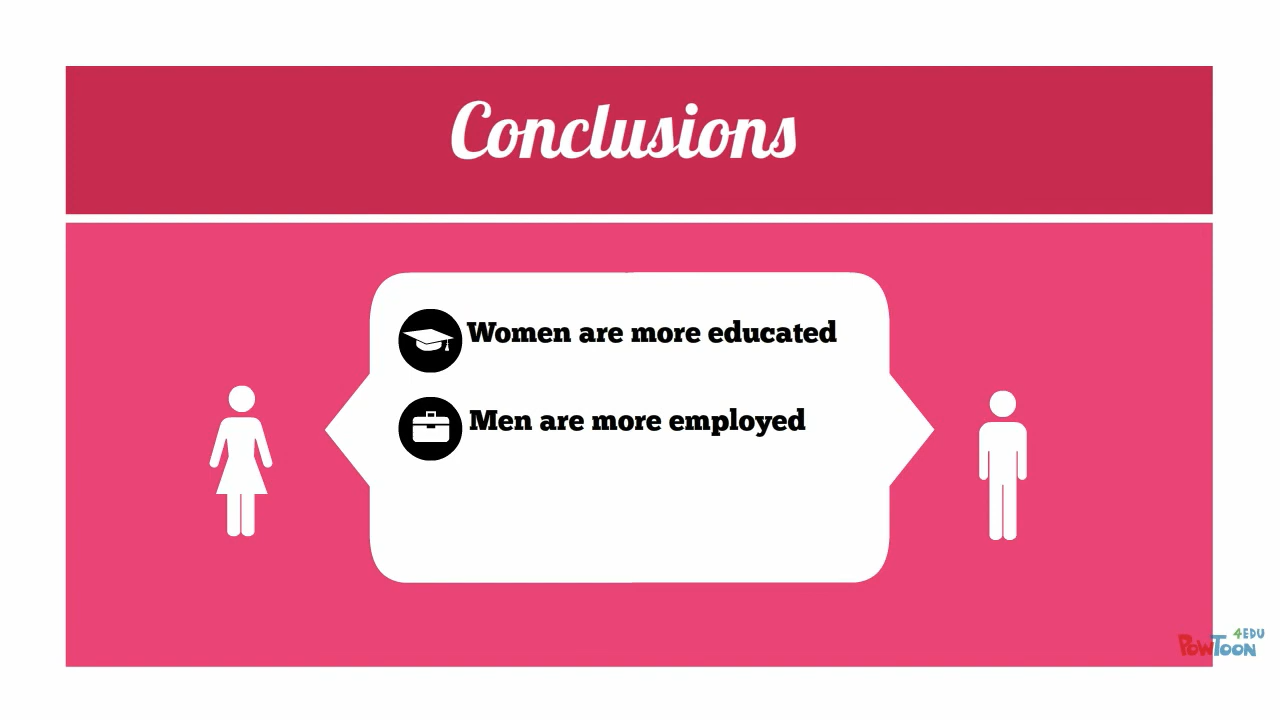 Conclusions
Women are more educated
Men are more employed
4EDU
POWTOON